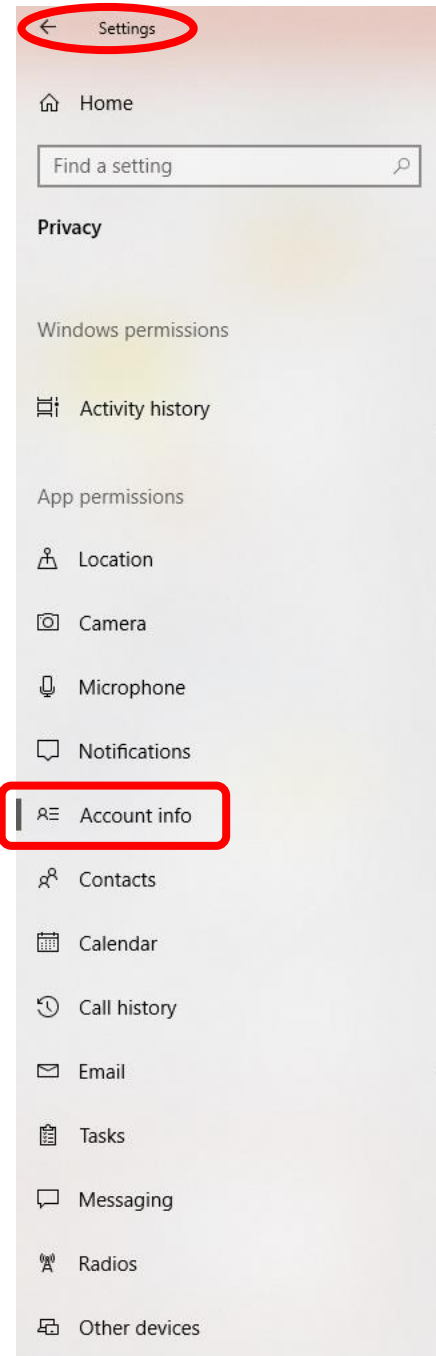 Settings
Home
Find a setting
Privacy
Windows permissions
Activity history
App permissions
Location
Camera
Microphone
Notifications
Account info
Contacts
Calendar
Call history
Email
Tasks
Messaging
Radios
Other devices